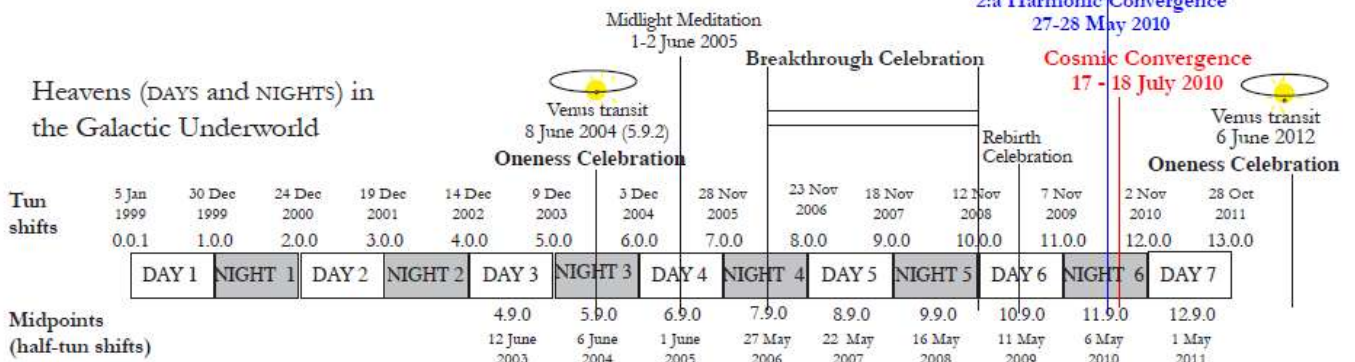 2:a Harmonic Convergence
27-28 May 2010
Midlight Meditation
1-2 June 2005
Breakthrough Celebration
Cosmic Convergence
17 - 18 July 2010
Heavens (DAYS and NIGHTS) in
the Galactic Underworld
Venus transit
8 June 2004 (5.9.2)
Oneness Celebration
Rebirth
Celebration
Venus transit
6 June 2012
Oneness Celebration
Tun
shifts
5 Jan 30 Dec 24 Dec 19 Dec 14 Dec 9 Dec 3 Dec 28 Nov 23 Nov 18 Nov 12 Nov 7 Nov 2 Nov 28 Oct
1999 1999 2000 2001 2002 2003 2004 2005 2006 2007 2008 2009 2010 2011
0.0.1 1.0.0 2.0.0 3.0.0 4.0.0 5.0.0 6.0.0 7.0.0 8.0.0 9.0.0 10.0.0 11.0.0 12.0.0 13.0.0
DAY 1 NIGHT 1 DAY 2 NIGHT 2 DAY 3 NIGHT 3 DAY 4 NIGHT 4 DAY 5 NIGHT 5 DAY 6 NIGHT 6 DAY 7
Midpoints
(half-tun shifts)
4.9.0 5.9.0 6.9.0 7.9.0 8.9.0 9.9.0 10.9.0 11.9.0 12.9.0
12 June 6 June 1 June 27 May 22 May 16 May 11 May 6 May 1 May
2003 2004 2005 2006 2007 2008 2009 2010 2011